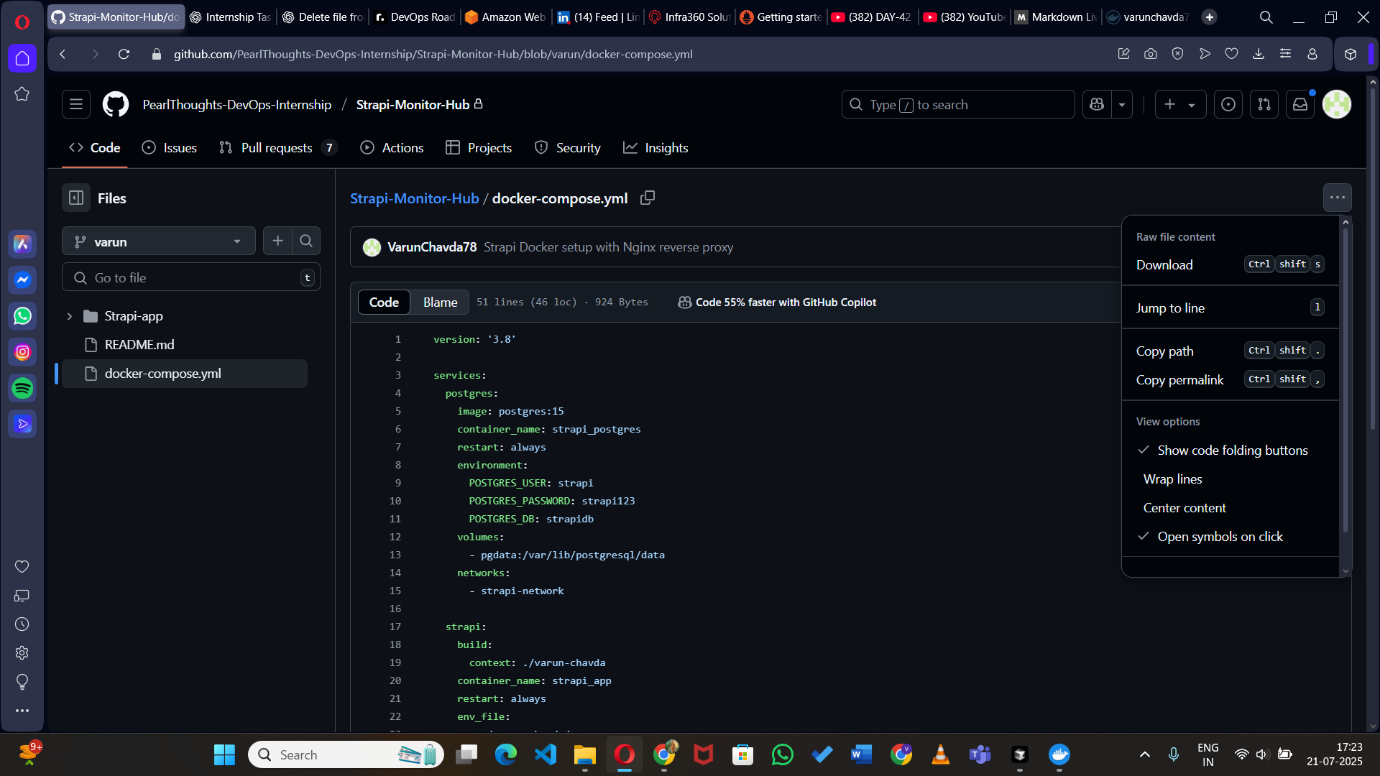 Strapi-Monitor-Hub/do
Internship Tas
Delete file fro
DevOps Road
Amazon Web
(14) Feed | Lin
Infra360 Solu
Getting starte
(382) DAY-42
(382) YouTube
Markdown Liv
varunchavda7
github.com/PearlThoughts-DevOps-Internship/Strapi-Monitor-Hub/blob/varun/docker-compose.yml
PearlThoughts-DevOps-Internship / Strapi-Monitor-Hub
Type / to search
Code
Issues
Pull requests 7
Actions
Projects
Security
Insights
Files
varun
Go to file t
Strapi-app
README.md
docker-compose.yml
Strapi-Monitor-Hub / docker-compose.yml
VarunChavda78 Strapi Docker setup with Nginx reverse proxy
Code Blame 51 lines (46 loc) · 924 Bytes Code 55% faster with GitHub Copilot
1 version: '3.8'
2
3 services:
4 postgres:
5 image: postgres:15
6 container_name: strapi_postgres
7 restart: always
8 environment:
9 POSTGRES_USER: strapi
10 POSTGRES_PASSWORD: strapi123
11 POSTGRES_DB: strapidb
12 volumes:
13 - pgdata:/var/lib/postgresql/data
14 networks:
15 - strapi-network
16
17 strapi:
18 build:
19 context: ./varun-chavda
20 container_name: strapi_app
21 restart: always
22 env_file:
Raw file content
Download Ctrl shift s
Jump to line l
Copy path Ctrl shift .
Copy permalink Ctrl shift ,
View options
Show code folding buttons
Wrap lines
Center content
Open symbols on click
9+
Search
ENG
IN
17:23
21-07-2025